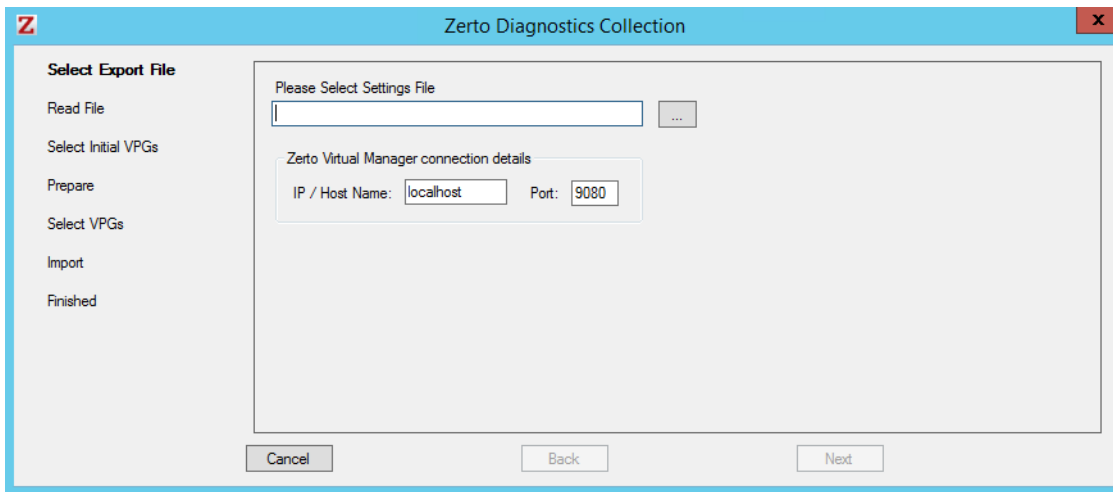 Z Zerto Diagnostics Collection x
Select Export File
Read File
Select Initial VPGs
Prepare
Select VPGs
Import
Finished
Please Select Settings File
...
Zerto Virtual Manager connection details
IP / Host Name: localhost Port: 9080
Cancel Back Next